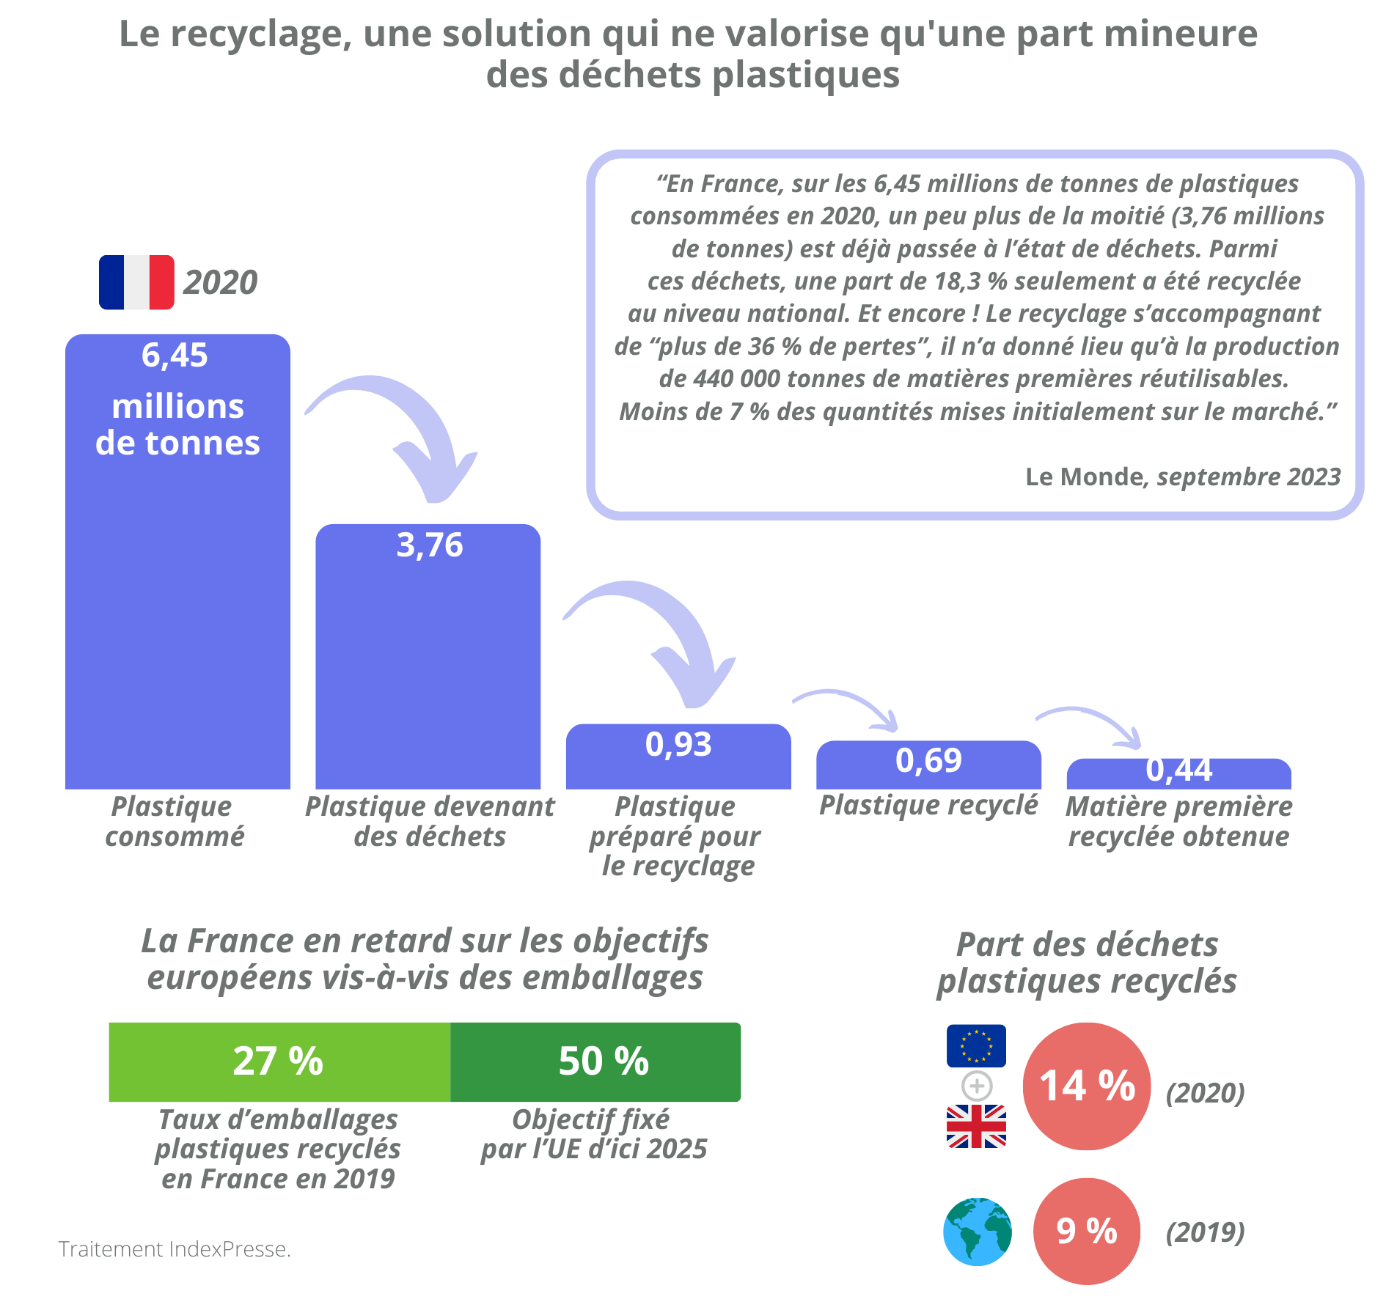 Le recyclage, une solution qui ne valorise qu'une part mineure
des déchets plastiques
“En France, sur les 6,45 millions de tonnes de plastiques
consommées en 2020, un peu plus de la moitié (3,76 millions
de tonnes) est déjà passée à l’état de déchets. Parmi
ces déchets, une part de 18,3 % seulement a été recyclée
au niveau national. Et encore ! Le recyclage s’accompagnant
de “plus de 36 % de pertes”, il n’a donné lieu qu’à la production
de 440 000 tonnes de matières premières réutilisables.
Moins de 7 % des quantités mises initialement sur le marché.”
Le Monde, septembre 2023
2020
6,45
millions
de tonnes
3,76
0,93
0,69
0,44
Plastique
consommé
Plastique devenant
des déchets
Plastique
préparé pour
le recyclage
Plastique recyclé
Matière première
recyclée obtenue
La France en retard sur les objectifs
européens vis-à-vis des emballages
27 %
50 %
Taux d’emballages
plastiques recyclés
en France en 2019
Objectif fixé
par l’UE d’ici 2025
Part des déchets
plastiques recyclés
14 %
(2020)
9 %
(2019)
Traitement IndexPresse.